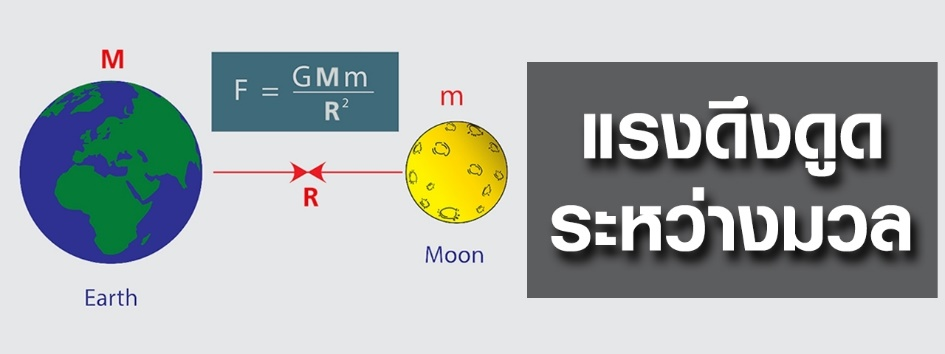 M
F = GMm / R²
m
R
Moon
Earth
แรงดึงดูด
ระหว่างมวล